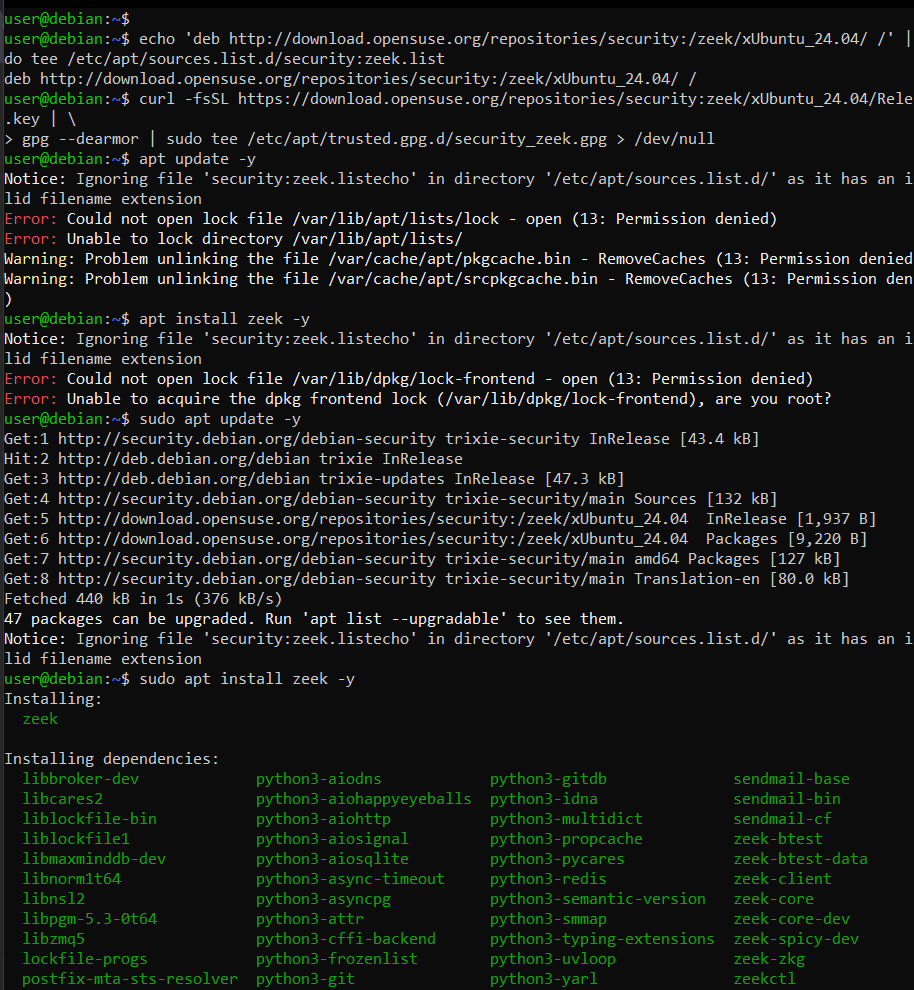 user@debian:~$
user@debian:~$ echo 'deb http://download.opensuse.org/repositories/security:/zeek/xUbuntu_24.04/ /' |
do tee /etc/apt/sources.list.d/security:zeek.list
deb http://download.opensuse.org/repositories/security:/zeek/xUbuntu_24.04/ /
user@debian:~$ curl -fsSL https://download.opensuse.org/repositories/security:zeek/xUbuntu_24.04/Rele
.key | \
> gpg --dearmor | sudo tee /etc/apt/trusted.gpg.d/security_zeek.gpg > /dev/null
user@debian:~$ apt update -y
Notice: Ignoring file 'security:zeek.listecho' in directory '/etc/apt/sources.list.d/' as it has an i
lid filename extension
Error: Could not open lock file /var/lib/apt/lists/lock - open (13: Permission denied)
Error: Unable to lock directory /var/lib/apt/lists/
Warning: Problem unlinking the file /var/cache/apt/pkgcache.bin - RemoveCaches (13: Permission denied
Warning: Problem unlinking the file /var/cache/apt/srcpkgcache.bin - RemoveCaches (13: Permission den
)
user@debian:~$ apt install zeek -y
Notice: Ignoring file 'security:zeek.listecho' in directory '/etc/apt/sources.list.d/' as it has an i
lid filename extension
Error: Could not open lock file /var/lib/dpkg/lock-frontend - open (13: Permission denied)
Error: Unable to acquire the dpkg frontend lock (/var/lib/dpkg/lock-frontend), are you root?
user@debian:~$ sudo apt update -y
Get:1 http://security.debian.org/debian-security trixie-security InRelease [43.4 kB]
Hit:2 http://deb.debian.org/debian trixie InRelease
Get:3 http://deb.debian.org/debian trixie-updates InRelease [47.3 kB]
Get:4 http://security.debian.org/debian-security trixie-security/main Sources [132 kB]
Get:5 http://download.opensuse.org/repositories/security:/zeek/xUbuntu_24.04  InRelease [1,937 B]
Get:6 http://download.opensuse.org/repositories/security:/zeek/xUbuntu_24.04  Packages [9,220 B]
Get:7 http://security.debian.org/debian-security trixie-security/main amd64 Packages [127 kB]
Get:8 http://security.debian.org/debian-security trixie-security/main Translation-en [80.0 kB]
Fetched 440 kB in 1s (376 kB/s)
47 packages can be upgraded. Run 'apt list --upgradable' to see them.
Notice: Ignoring file 'security:zeek.listecho' in directory '/etc/apt/sources.list.d/' as it has an i
lid filename extension
user@debian:~$ sudo apt install zeek -y
Installing:
  zeek

Installing dependencies:
  libbroker-dev             python3-aiodns            python3-gitdb              sendmail-base
  libcares2                 python3-aiohappyeyeballs  python3-idna               sendmail-bin
  liblockfile-bin           python3-aiohttp           python3-multidict          sendmail-cf
  liblockfile1              python3-aiosignal         python3-propcache          zeek-btest
  libmaxminddb-dev          python3-aiosqlite         python3-pycares            zeek-btest-data
  libnorm1t64               python3-async-timeout     python3-redis              zeek-client
  libnsl2                   python3-asyncpg           python3-semantic-version   zeek-core
  libpgm-5.3-0t64           python3-attr              python3-smmap              zeek-core-dev
  libzmq5                   python3-cffi-backend      python3-typing-extensions  zeek-spicy-dev
  lockfile-progs            python3-frozenlist        python3-uvloop             zeek-zkg
  postfix-mta-sts-resolver  python3-git               python3-yarl               zeekctl